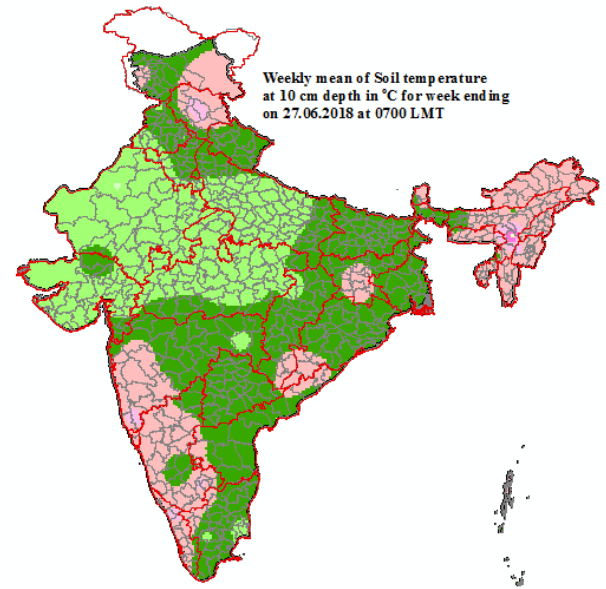 Weekly mean of Soil temperature
at 10 cm depth in °C for week ending
on 27.06.2018 at 0700 LMT